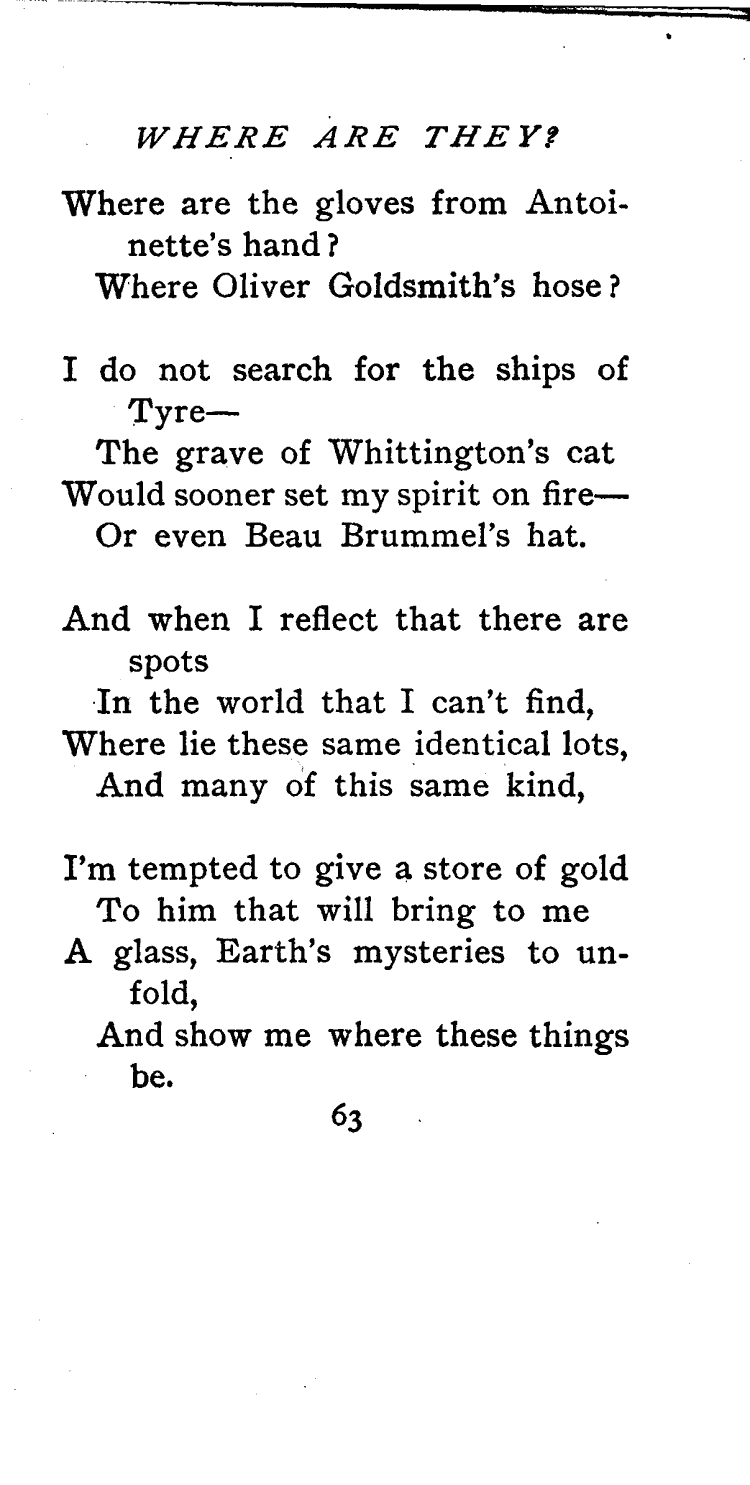 WHERE ARE THEY?
Where are the gloves from Antoi-
nette's hand?
Where Oliver Goldsmith's hose?
I do not search for the ships of
Tyre—
The grave of Whittington's cat
Would sooner set my spirit on fire—
Or even Beau Brummel's hat.
And when I reflect that there are
spots
In the world that I can't find,
Where lie these same identical lots,
And many of this same kind,
I'm tempted to give a store of gold
To him that will bring to me
A glass, Earth's mysteries to un-
fold,
And show me where these things
be.
63